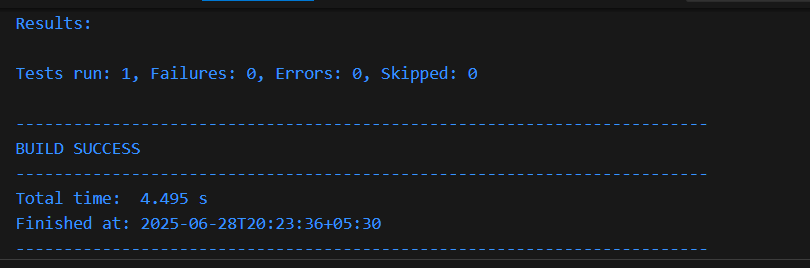 Results:
Tests run: 1, Failures: 0, Errors: 0, Skipped: 0
------------------------------------------------------------------------
BUILD SUCCESS
------------------------------------------------------------------------
Total time:  4.495 s
Finished at: 2025-06-28T20:23:36+05:30
------------------------------------------------------------------------